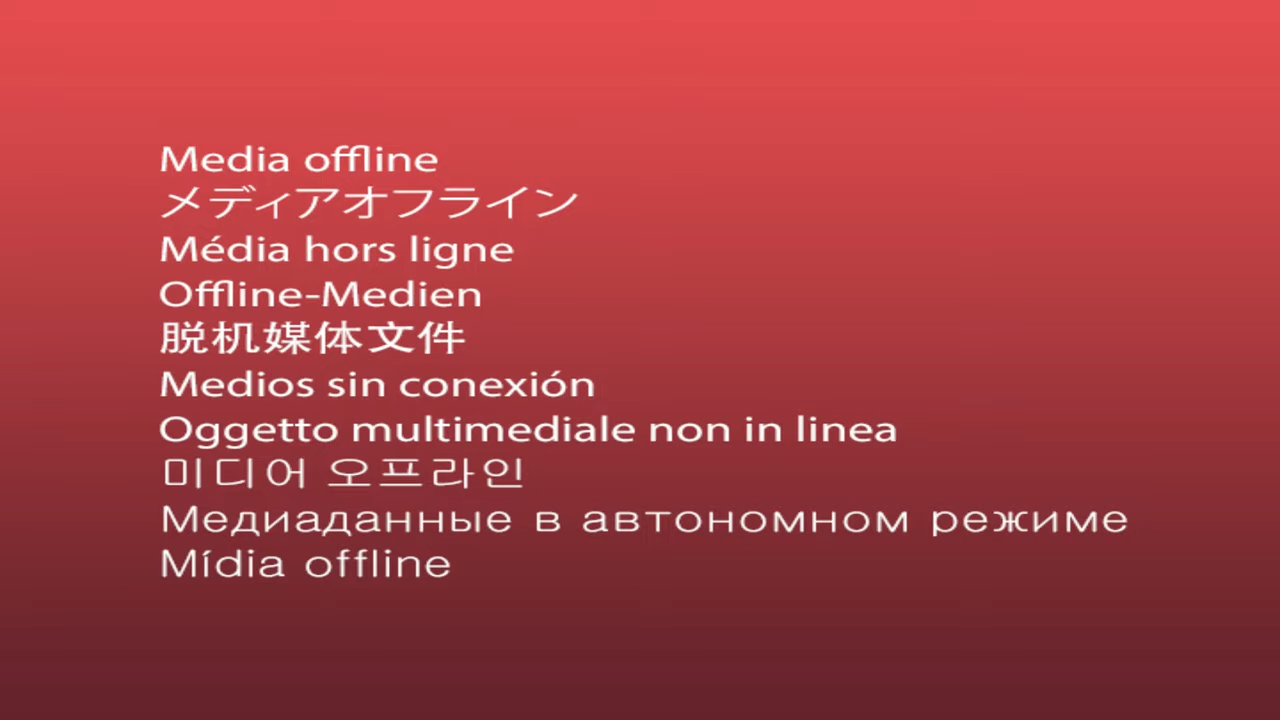 Media offline
メディアオフライン
Média hors ligne
Offline-Medien
脱机媒体文件
Medios sin conexión
Oggetto multimediale non in linea
미디어 오프라인
Медиаданные в автономном режиме
Mídia offline